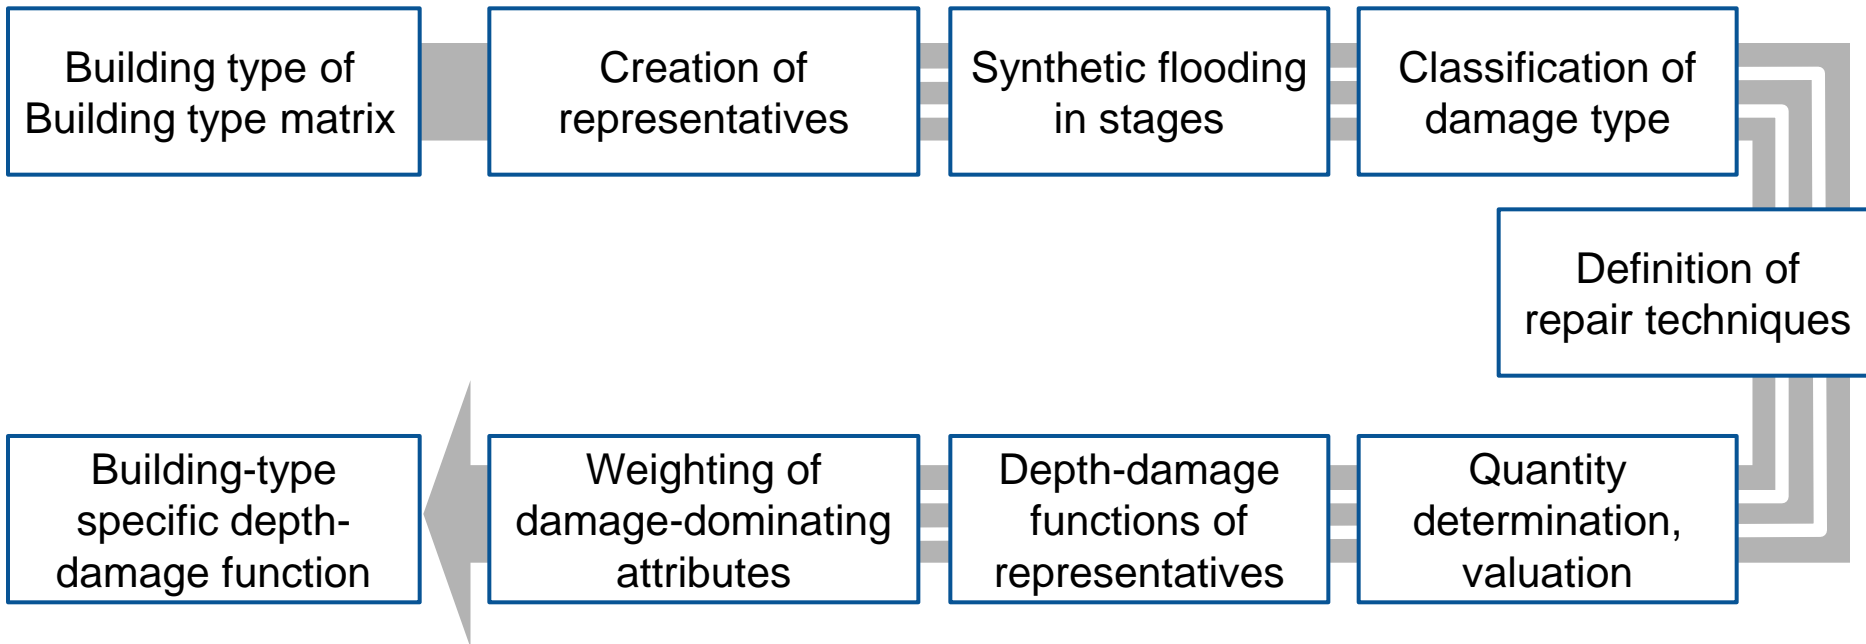 Building type of
Building type matrix
Creation of
representatives
Synthetic flooding
in stages
Classification of
damage type
Definition of
repair techniques
Quantity
determination,
valuation
Depth-damage
functions of
representatives
Weighting of
damage-dominating
attributes
Building-type
specific depth-
damage function